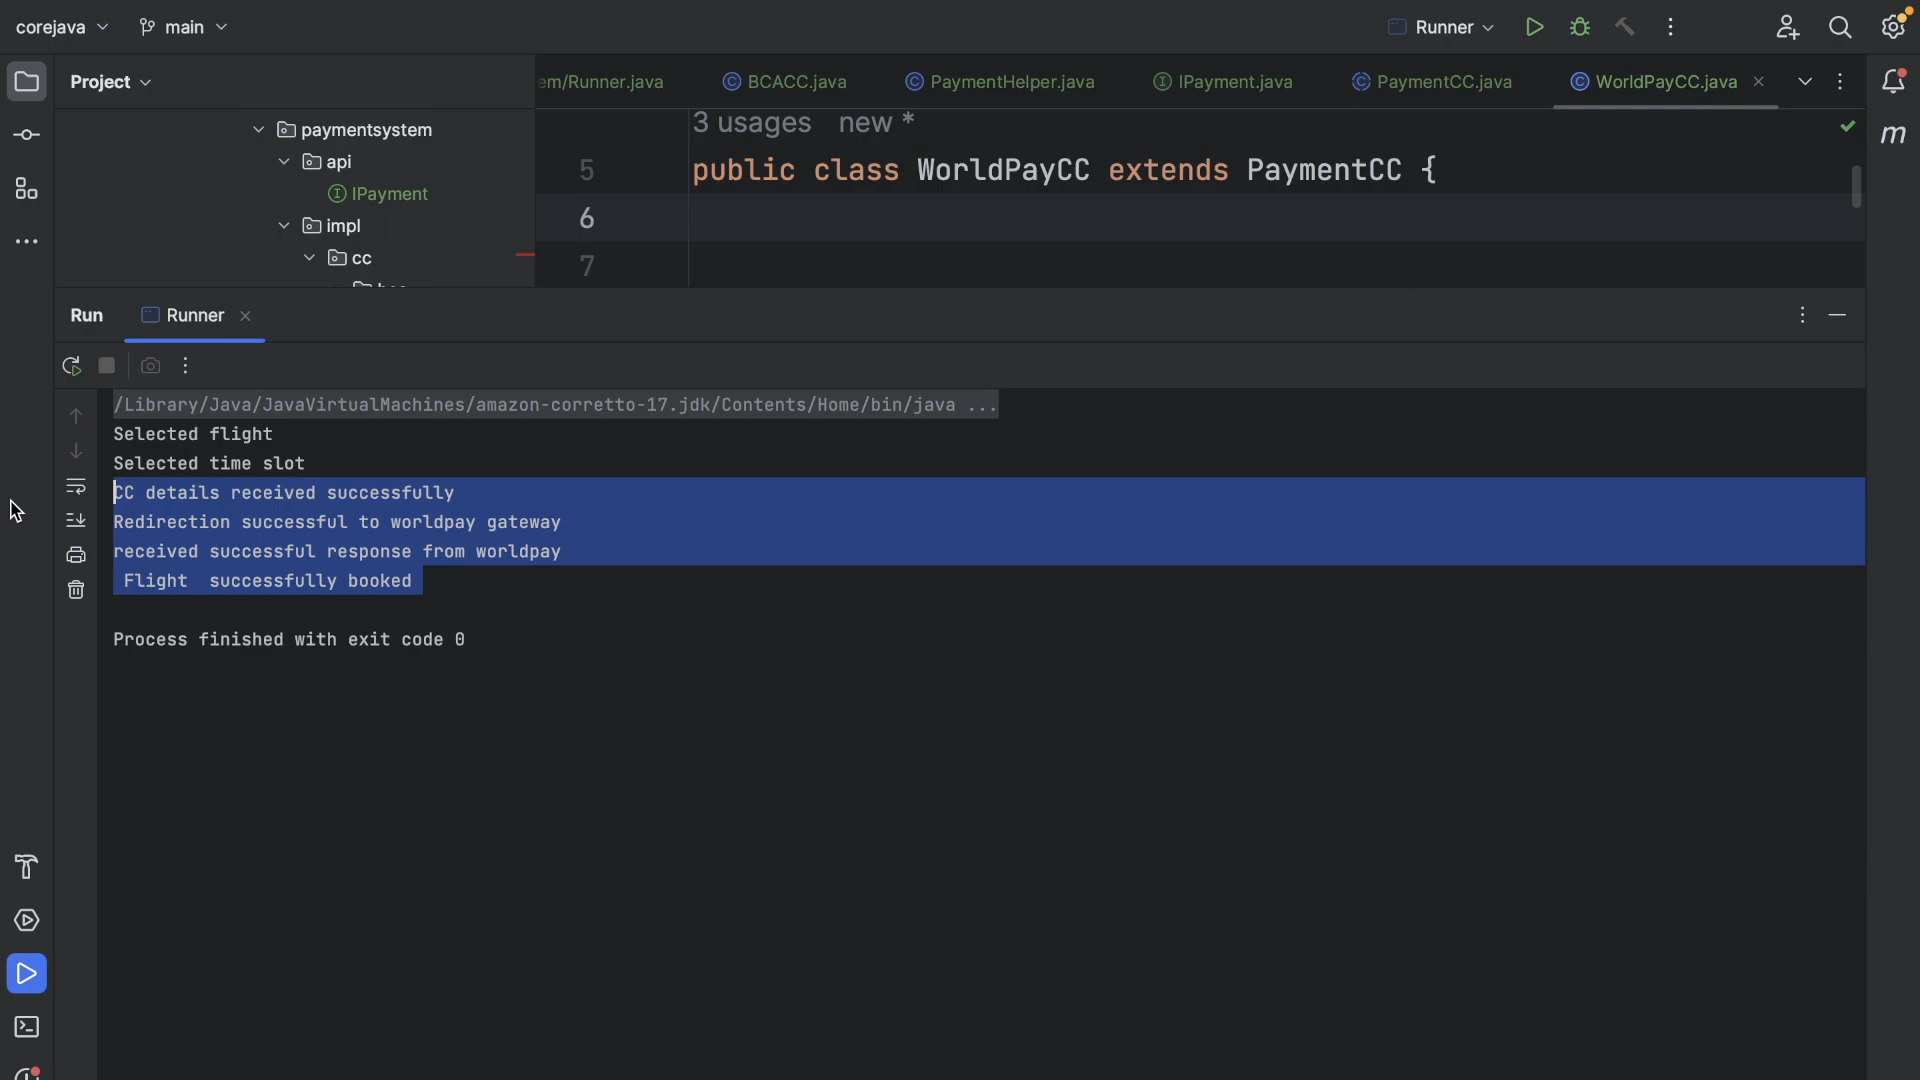 corejava
main
Runner
Project
em/Runner.java
BCACC.java
PaymentHelper.java
IPayment.java
PaymentCC.java
WorldPayCC.java
paymentsystem
api
IPayment
impl
cc
3 usages new *
5 public class WorldPayCC extends PaymentCC {
6
7
Run
Runner
/Library/Java/JavaVirtualMachines/amazon-corretto-17.jdk/Contents/Home/bin/java ...
Selected flight
Selected time slot
CC details received successfully
Redirection successful to worldpay gateway
received successful response from worldpay
Flight  successfully booked
Process finished with exit code 0
m